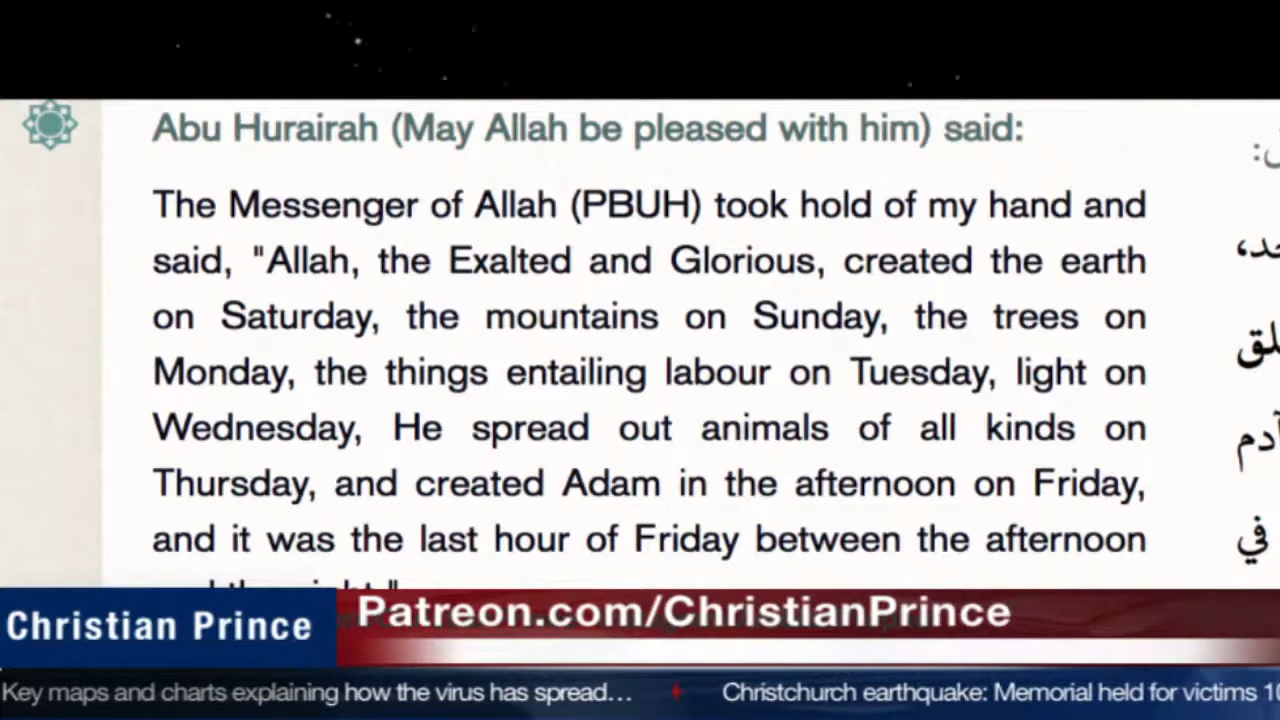 Abu Hurairah (May Allah be pleased with him) said:
The Messenger of Allah (PBUH) took hold of my hand and
said, "Allah, the Exalted and Glorious, created the earth
on Saturday, the mountains on Sunday, the trees on
Monday, the things entailing labour on Tuesday, light on
Wednesday, He spread out animals of all kinds on
Thursday, and created Adam in the afternoon on Friday,
and it was the last hour of Friday between the afternoon
في
Patreon.com/ChristianPrince
Christian Prince
Key maps and charts explaining how the virus has spread...
Christchurch earthquake: Memorial held for victims